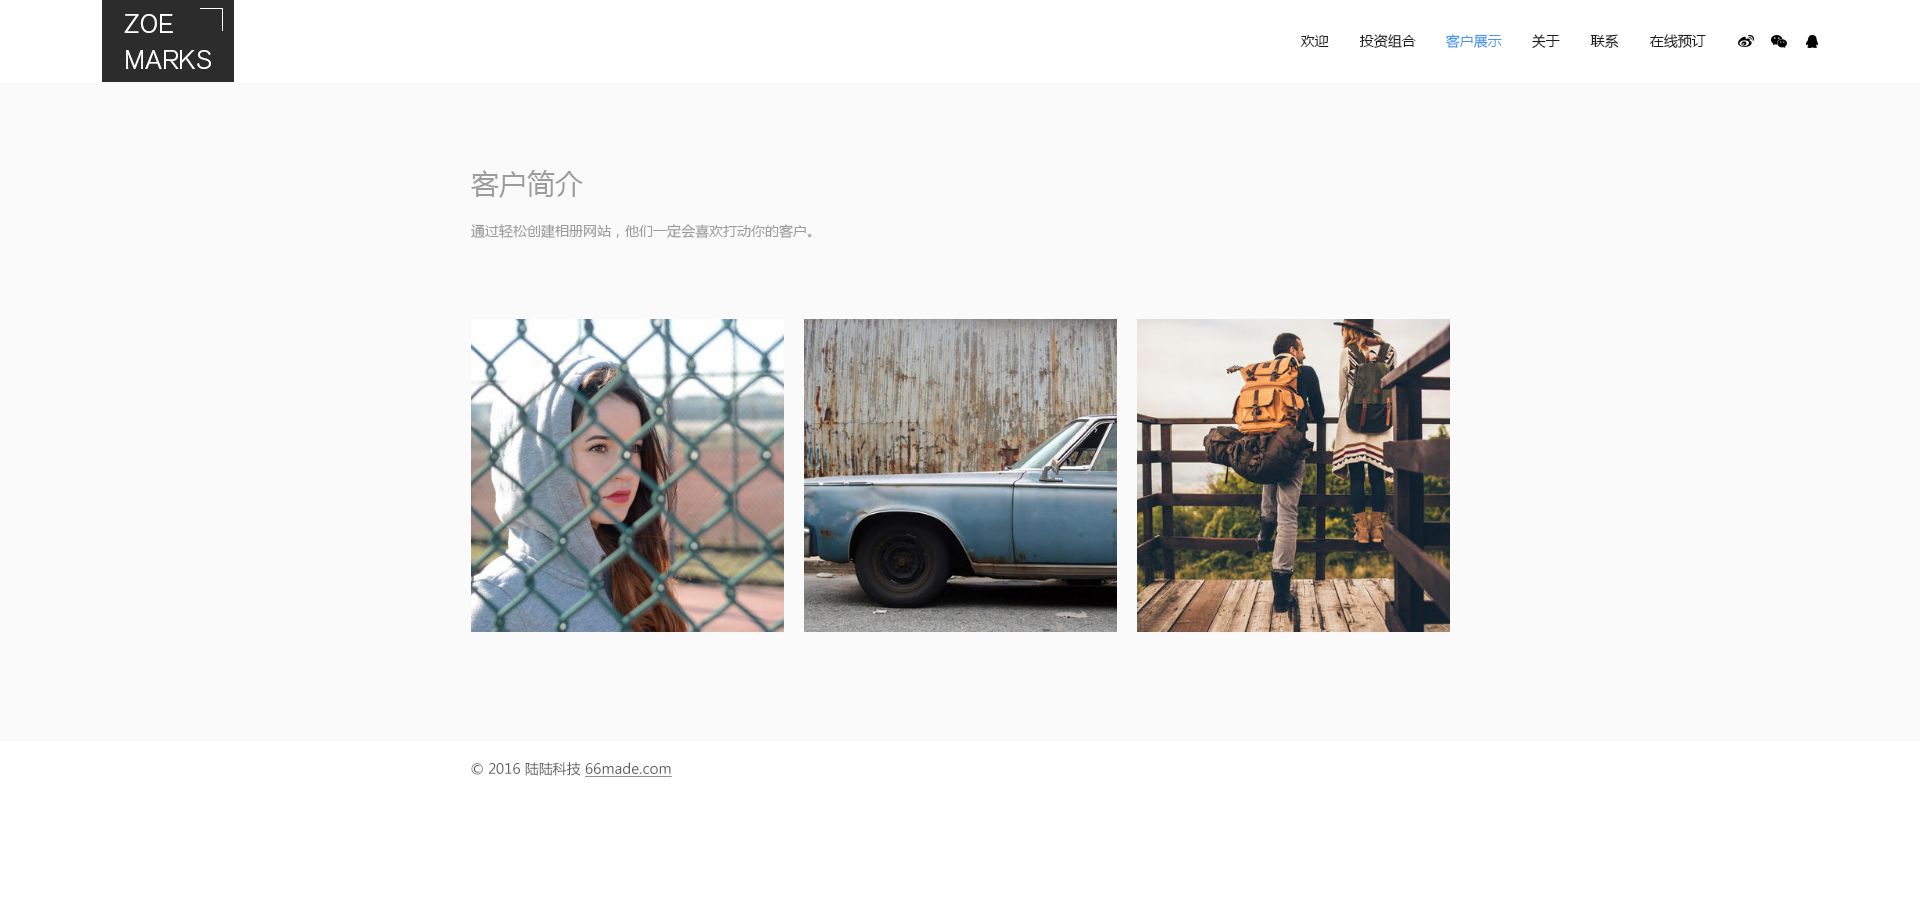 ZOE
MARKS
欢迎 投资组合 客户展示 关于 联系 在线预订
客户简介
通过轻松创建相册网站，他们一定会喜欢打动你的客户。
© 2016 陆陆科技 66made.com